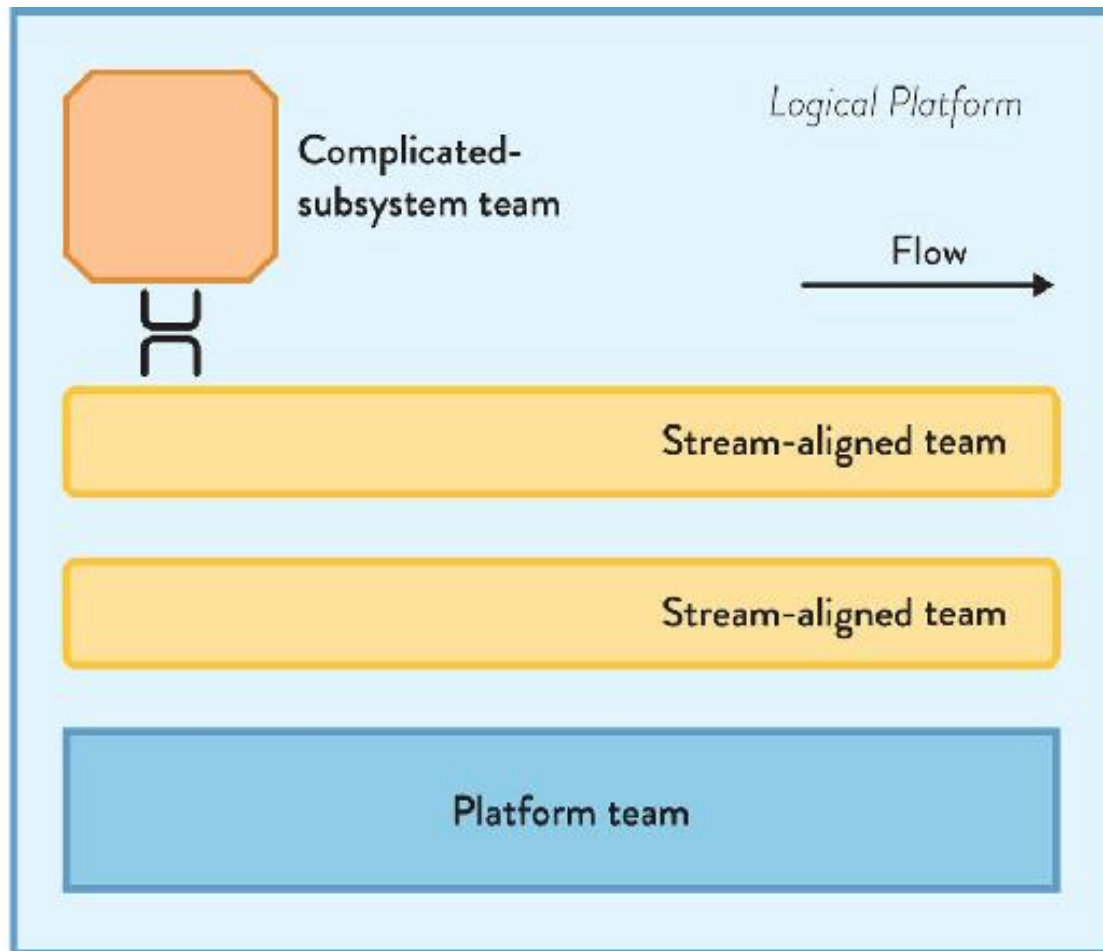 Logical Platform
Complicated-
subsystem team
Flow
Stream-aligned team
Stream-aligned team
Platform team